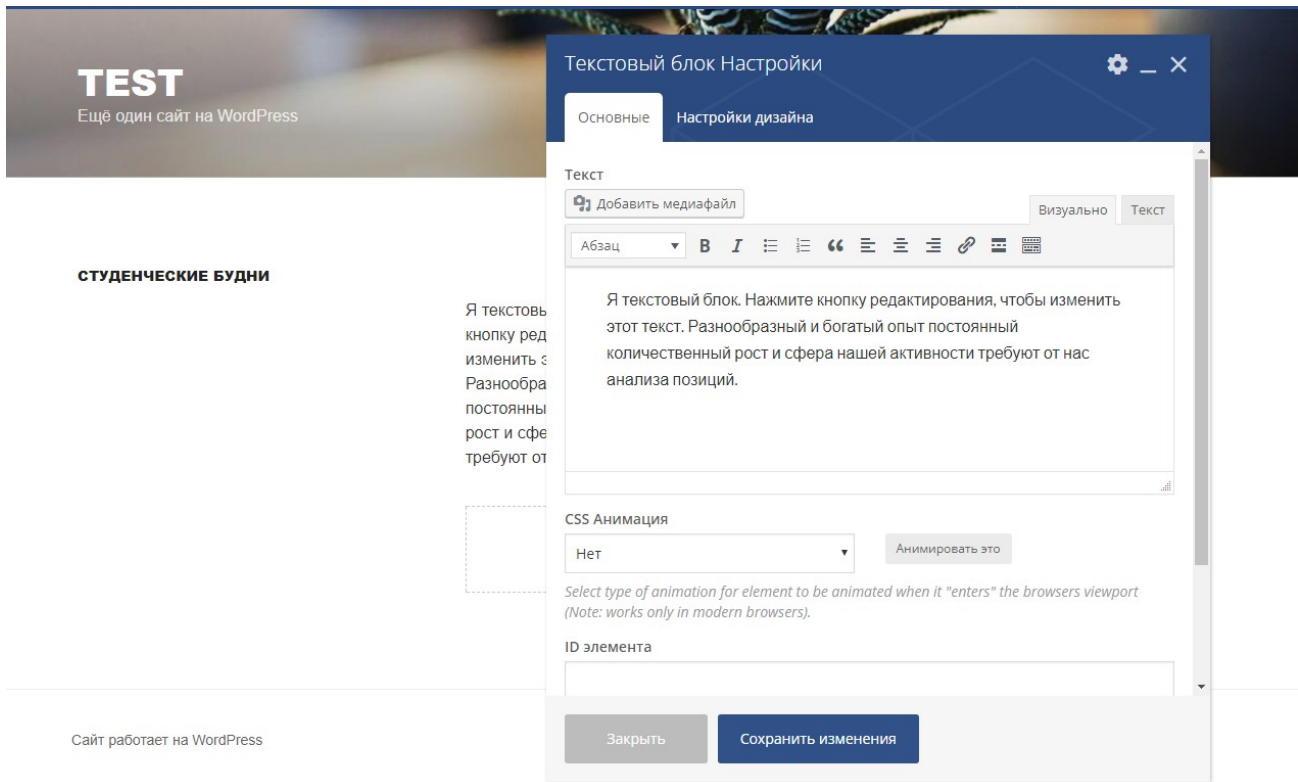 TEST
Ещё один сайт на WordPress
СТУДЕНЧЕСКИЕ БУДНИ
Я текстовь
кнопку ред
изменить э
Разнообра
постоянны
рост и сфе
требуют от
Сайт работает на WordPress
Текстовый блок Настройки
Основные Настройки дизайна
Текст
Добавить медиафайл
Визуально Текст
Абзац
Я текстовый блок. Нажмите кнопку редактирования, чтобы изменить
этот текст. Разнообразный и богатый опыт постоянный
количественный рост и сфера нашей активности требуют от нас
анализа позиций.
CSS Анимация
Нет
Анимировать это
Select type of animation for element to be animated when it "enters" the browsers viewport
(Note: works only in modern browsers).
ID элемента
Закрыть Сохранить изменения